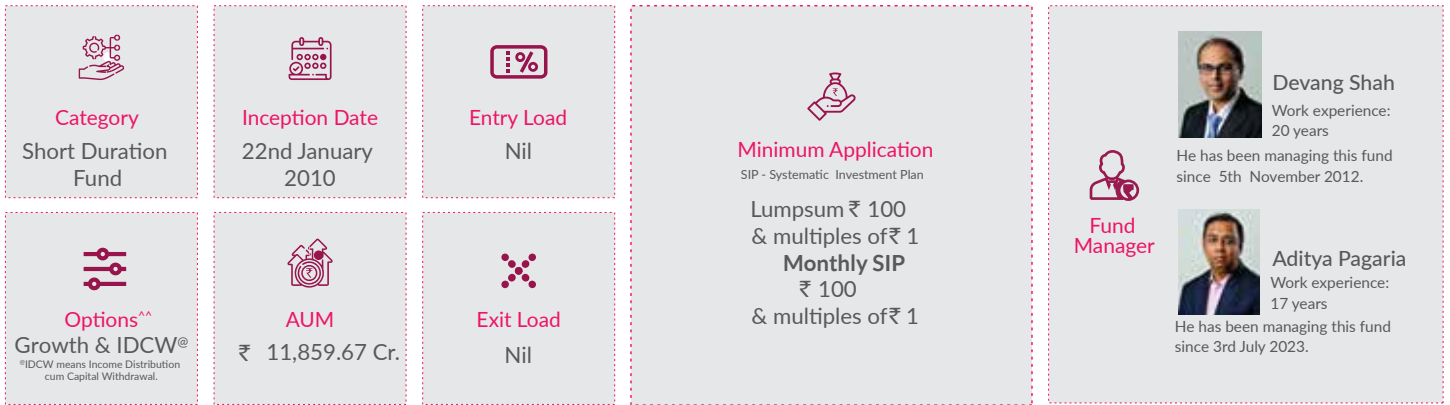 Category
Short Duration
Fund
Inception Date
22nd January
2010
Entry Load
Nil
Options^^
Growth & IDCW@
@IDCW means Income Distribution
cum Capital Withdrawal.
AUM
₹ 11,859.67 Cr.
Exit Load
Nil
Minimum Application
SIP - Systematic Investment Plan
Lumpsum ₹ 100
& multiples of ₹ 1
Monthly SIP
₹ 100
& multiples of ₹ 1
Fund
Manager
Devang Shah
Work experience:
20 years
He has been managing this fund
since 5th November 2012.
Aditya Pagaria
Work experience:
17 years
He has been managing this fund
since 3rd July 2023.